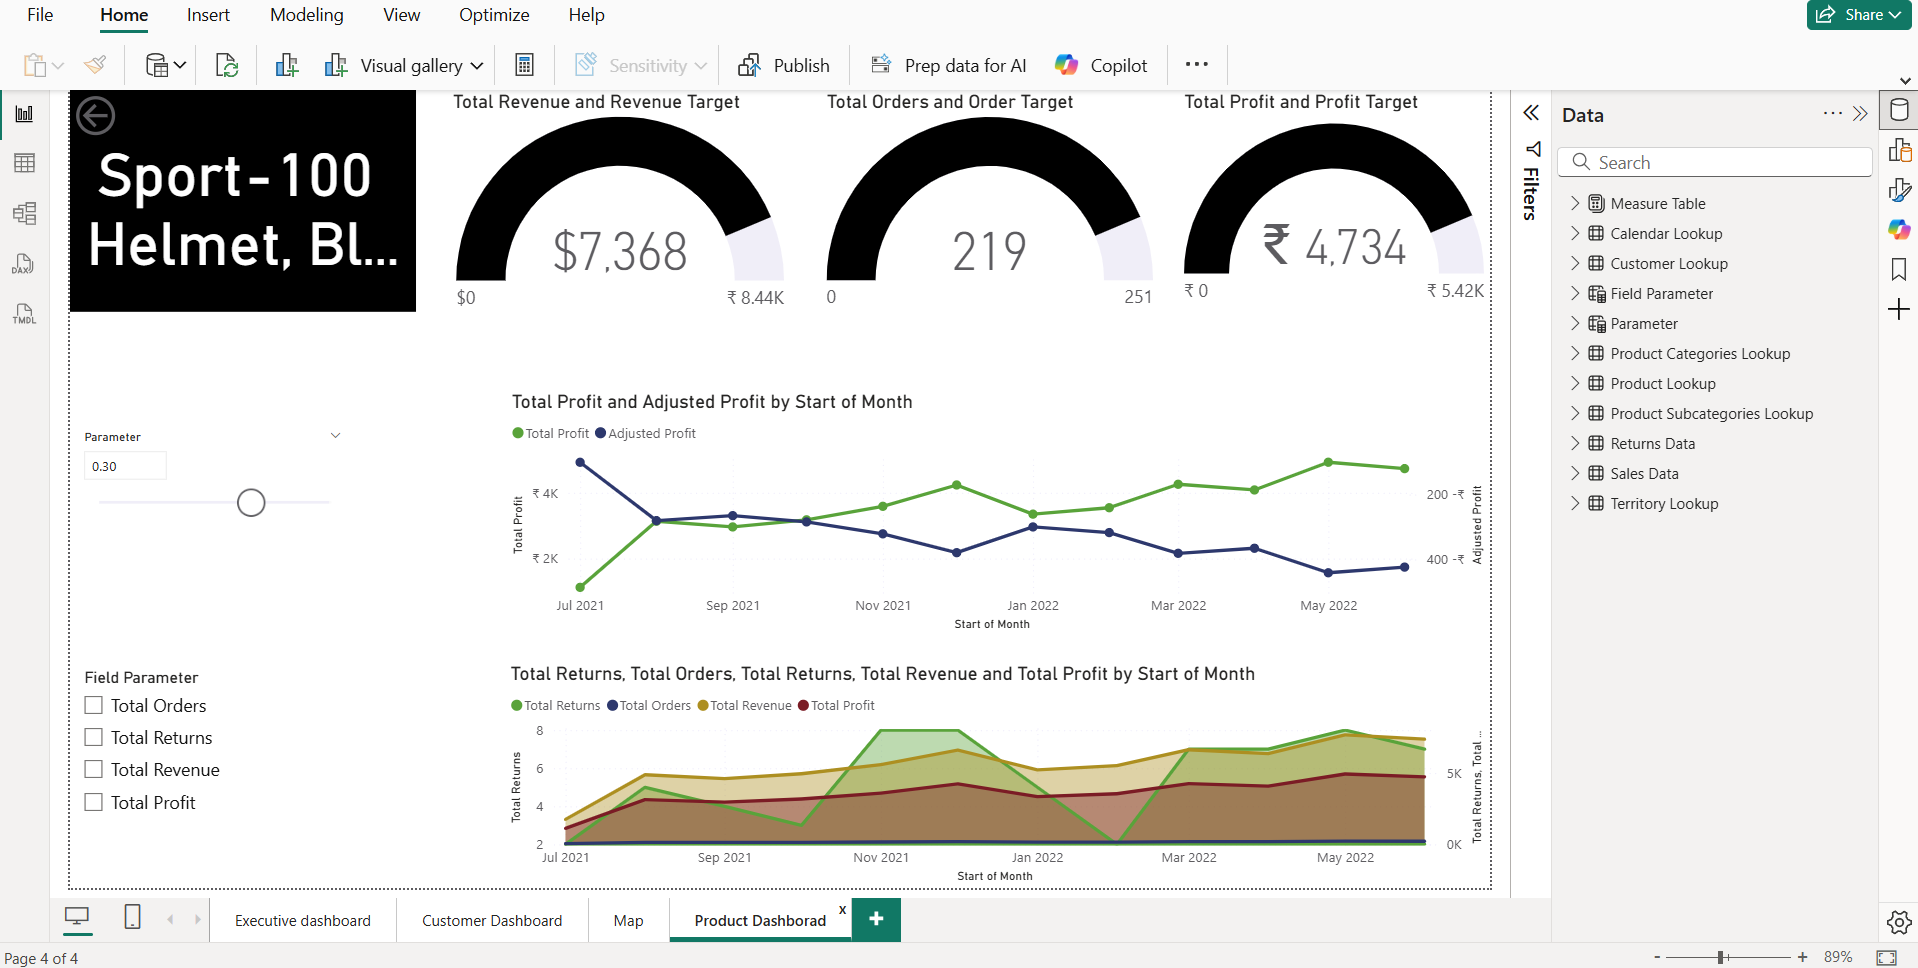 File Home Insert Modeling View Optimize Help Share
Visual gallery Sensitivity Publish Prep data for AI Copilot ...
DAX
TMDL
Sport-100
Helmet, Bl...
Total Revenue and Revenue Target
$7,368
$0 ₹ 8.44K
Total Orders and Order Target
219
0 251
Total Profit and Profit Target
₹ 4,734
₹ 0 ₹ 5.42K
Parameter
0.30
Total Profit and Adjusted Profit by Start of Month
Total Profit Adjusted Profit
Total Profit
₹ 4K
₹ 2K
200 -₹
400 -₹
Adjusted Profit
Jul 2021 Sep 2021 Nov 2021 Jan 2022 Mar 2022 May 2022
Start of Month
Field Parameter
Total Orders
Total Returns
Total Revenue
Total Profit
Total Returns, Total Orders, Total Returns, Total Revenue and Total Profit by Start of Month
Total Returns Total Orders Total Revenue Total Profit
Total Returns
8
6
4
2
5K
0K
Total Returns, Total ...
Jul 2021 Sep 2021 Nov 2021 Jan 2022 Mar 2022 May 2022
Start of Month
Filters
Data ...
Search
Measure Table
Calendar Lookup
Customer Lookup
Field Parameter
Parameter
Product Categories Lookup
Product Lookup
Product Subcategories Lookup
Returns Data
Sales Data
Territory Lookup
Executive dashboard Customer Dashboard Map Product Dashborad x +
Page 4 of 4 - + 89%